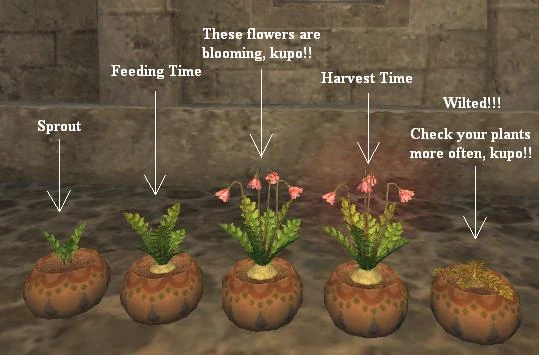 Sprout
Feeding Time
These flowers are
blooming, kupo!!
Harvest Time
Wilted!!!
Check your plants
more often, kupo!!